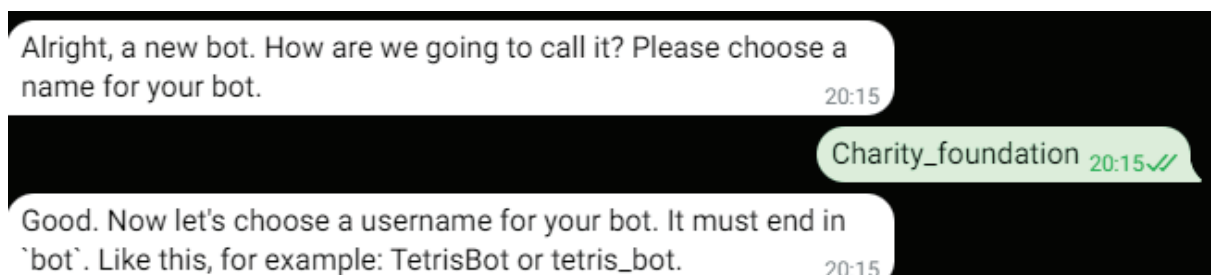 Alright, a new bot. How are we going to call it? Please choose a
name for your bot.
20:15
Charity_foundation 20:15
Good. Now let's choose a username for your bot. It must end in
`bot`. Like this, for example: TetrisBot or tetris_bot.
20:15